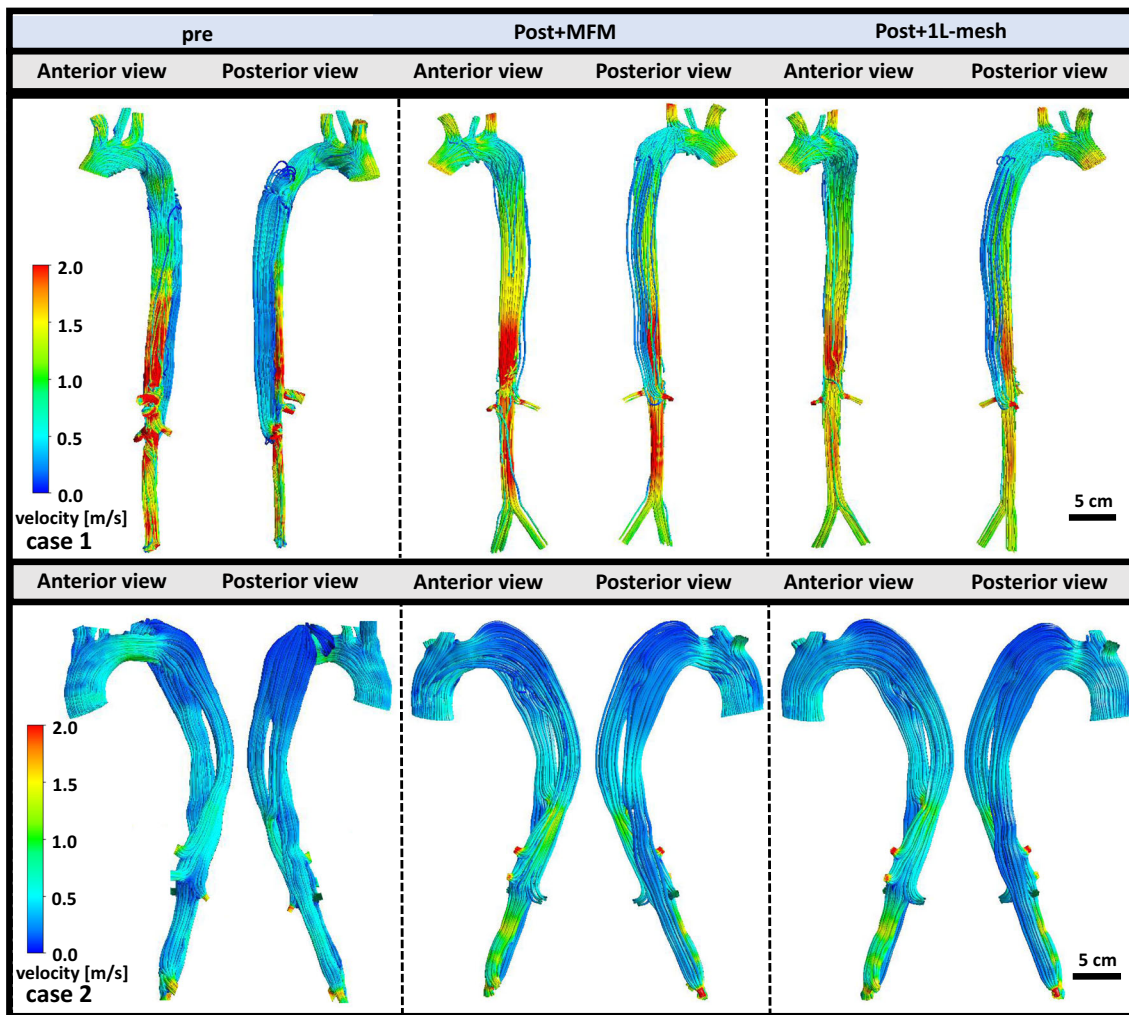 pre Post+MFM Post+1L-mesh
Anterior view Posterior view Anterior view Posterior view Anterior view Posterior view
2.0
1.5
1.0
0.5
0.0
velocity [m/s]
case 1
5 cm
Anterior view Posterior view Anterior view Posterior view Anterior view Posterior view
2.0
1.5
1.0
0.5
0.0
velocity [m/s]
case 2
5 cm